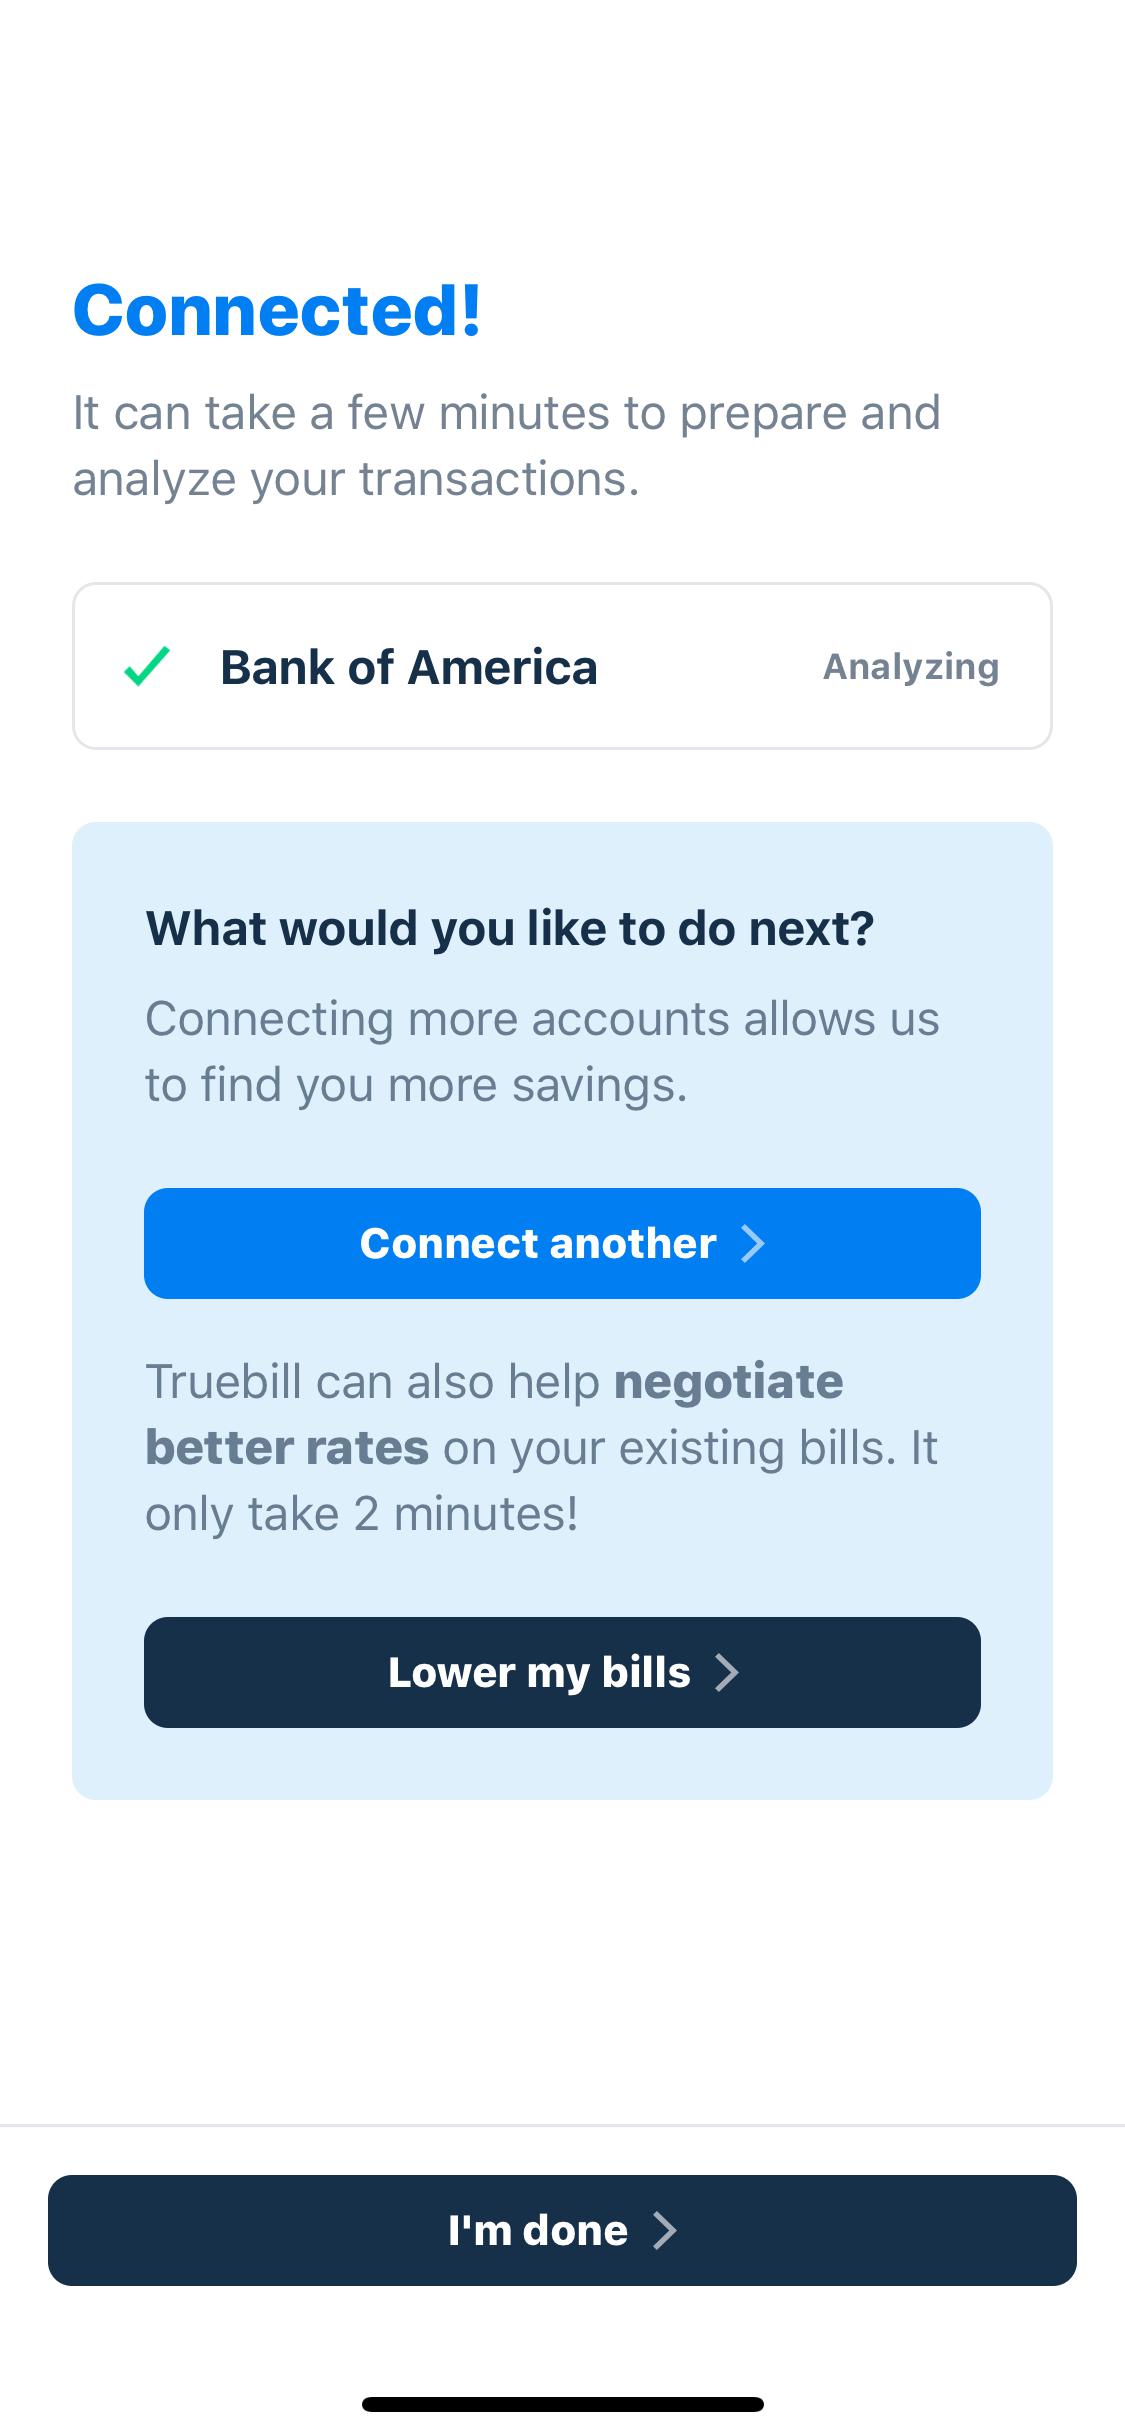 Connected!
It can take a few minutes to prepare and
analyze your transactions.
Bank of America
Analyzing
What would you like to do next?
Connecting more accounts allows us
to find you more savings.
Connect another
Truebill can also help negotiate
better rates on your existing bills. It
only take 2 minutes!
Lower my bills
I'm done